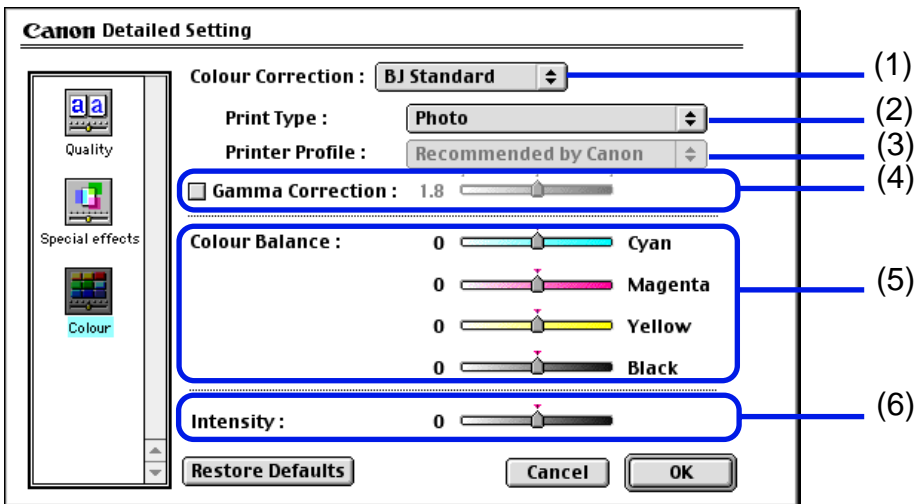 Canon Detailed Setting
Colour Correction : BJ Standard (1)
Print Type : Photo (2)
Printer Profile : Recommended by Canon (3)
Gamma Correction : 1.8 (4)
Quality
Special effects
Colour
Colour Balance : 0 Cyan
0 Magenta (5)
0 Yellow
0 Black
Intensity : 0 (6)
Restore Defaults Cancel OK